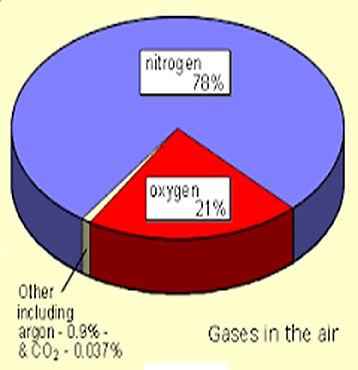 nitrogen
78%
oxygen
21%
Other
including
argon - 0.9% -
& CO₂ - 0.037%
Gases in the air